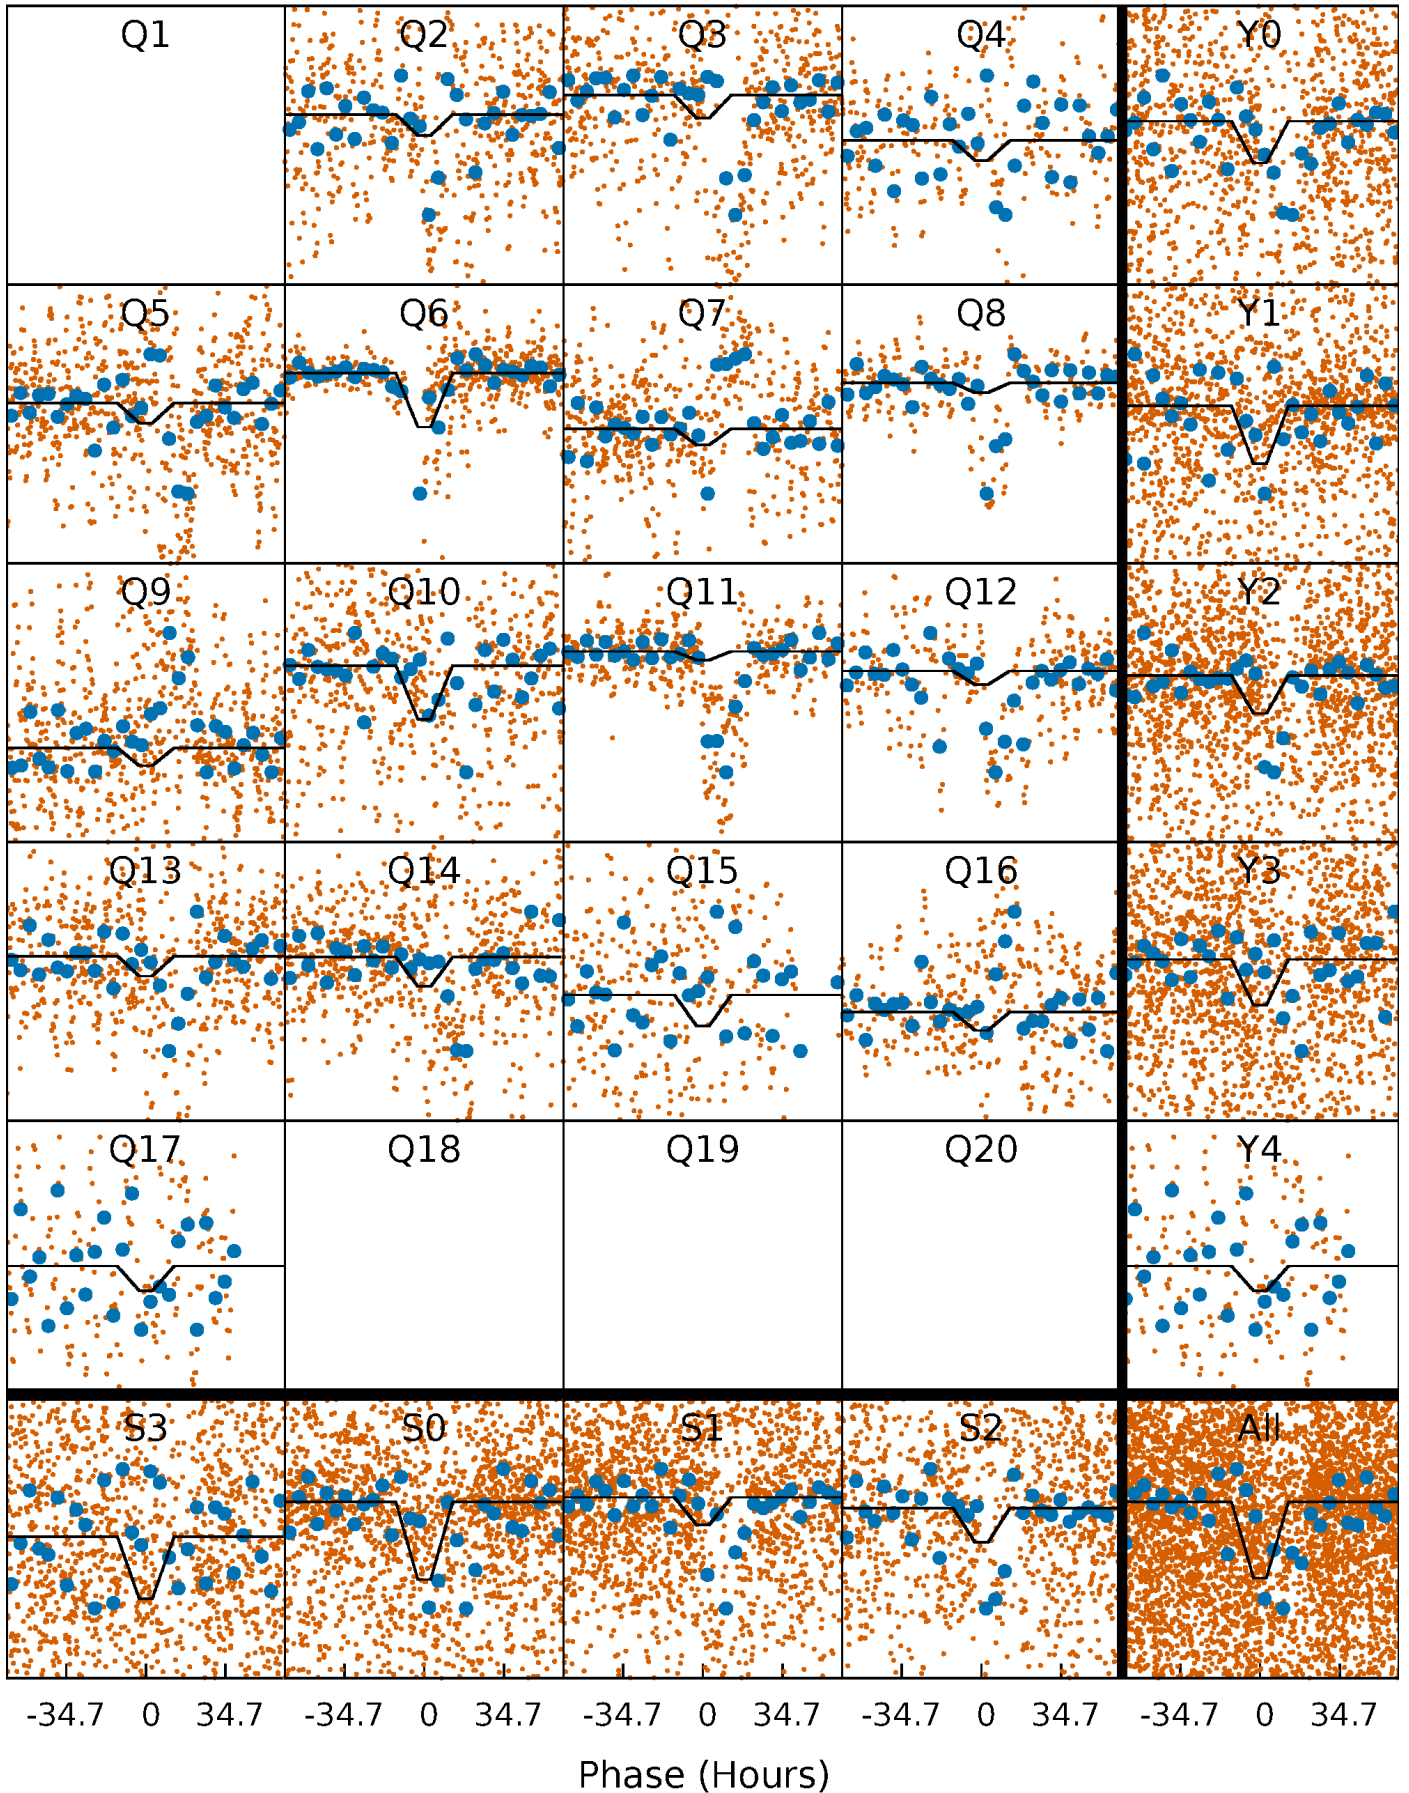 Q1 Q2 Q3 Q4 Y0
Q5 Q6 Q7 Q8 Y1
Q9 Q10 Q11 Q12 Y2
Q13 Q14 Q15 Q16 Y3
Q17 Q18 Q19 Q20 Y4
S3 S0 S1 S2 All
-34.7 0 34.7 -34.7 0 34.7 -34.7 0 34.7 -34.7 0 34.7 -34.7 0 34.7
Phase (Hours)